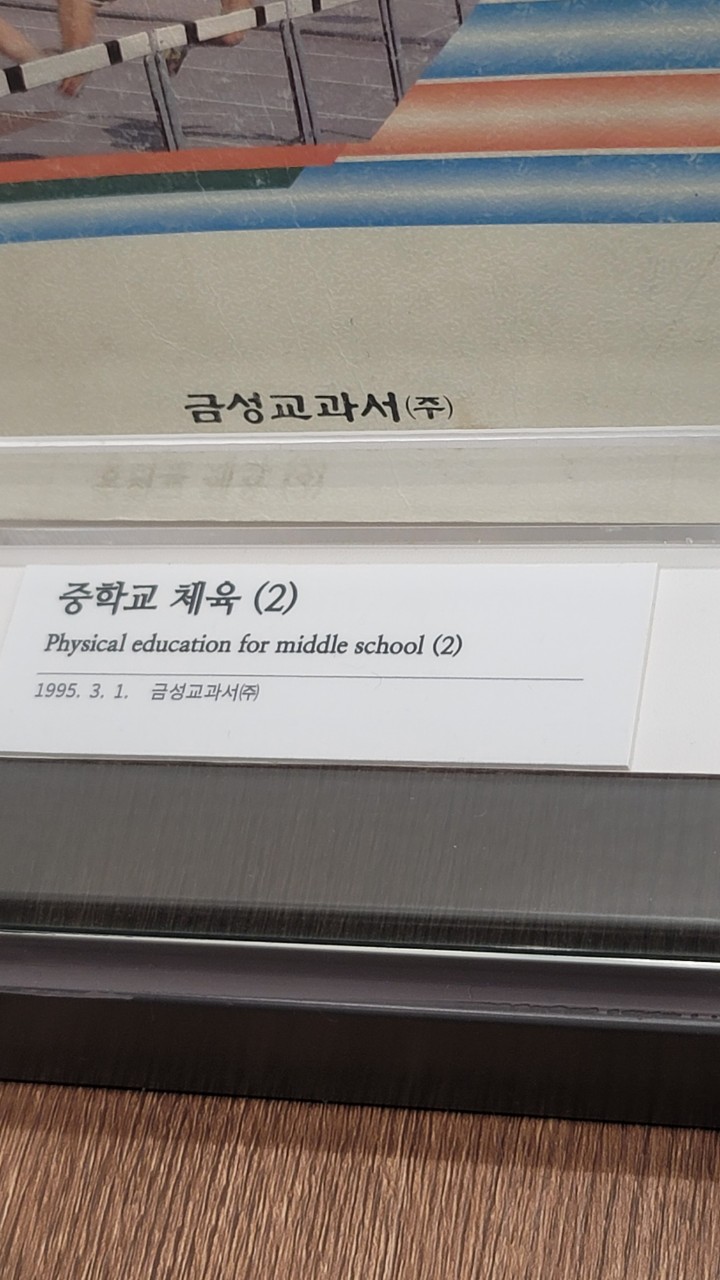 금성교과서(주)
중학교 체육 (2)
Physical education for middle school (2)
1995. 3. 1. 금성교과서㈜